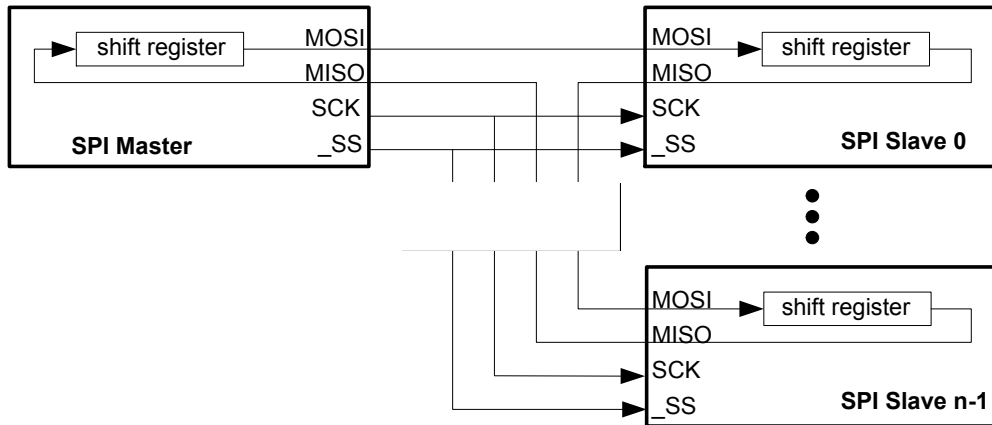 shift register
MOSI
MISO
SCK
_SS
SPI Master
MOSI
shift register
MISO
SCK
_SS
SPI Slave 0
MOSI
shift register
MISO
SCK
_SS
SPI Slave n-1